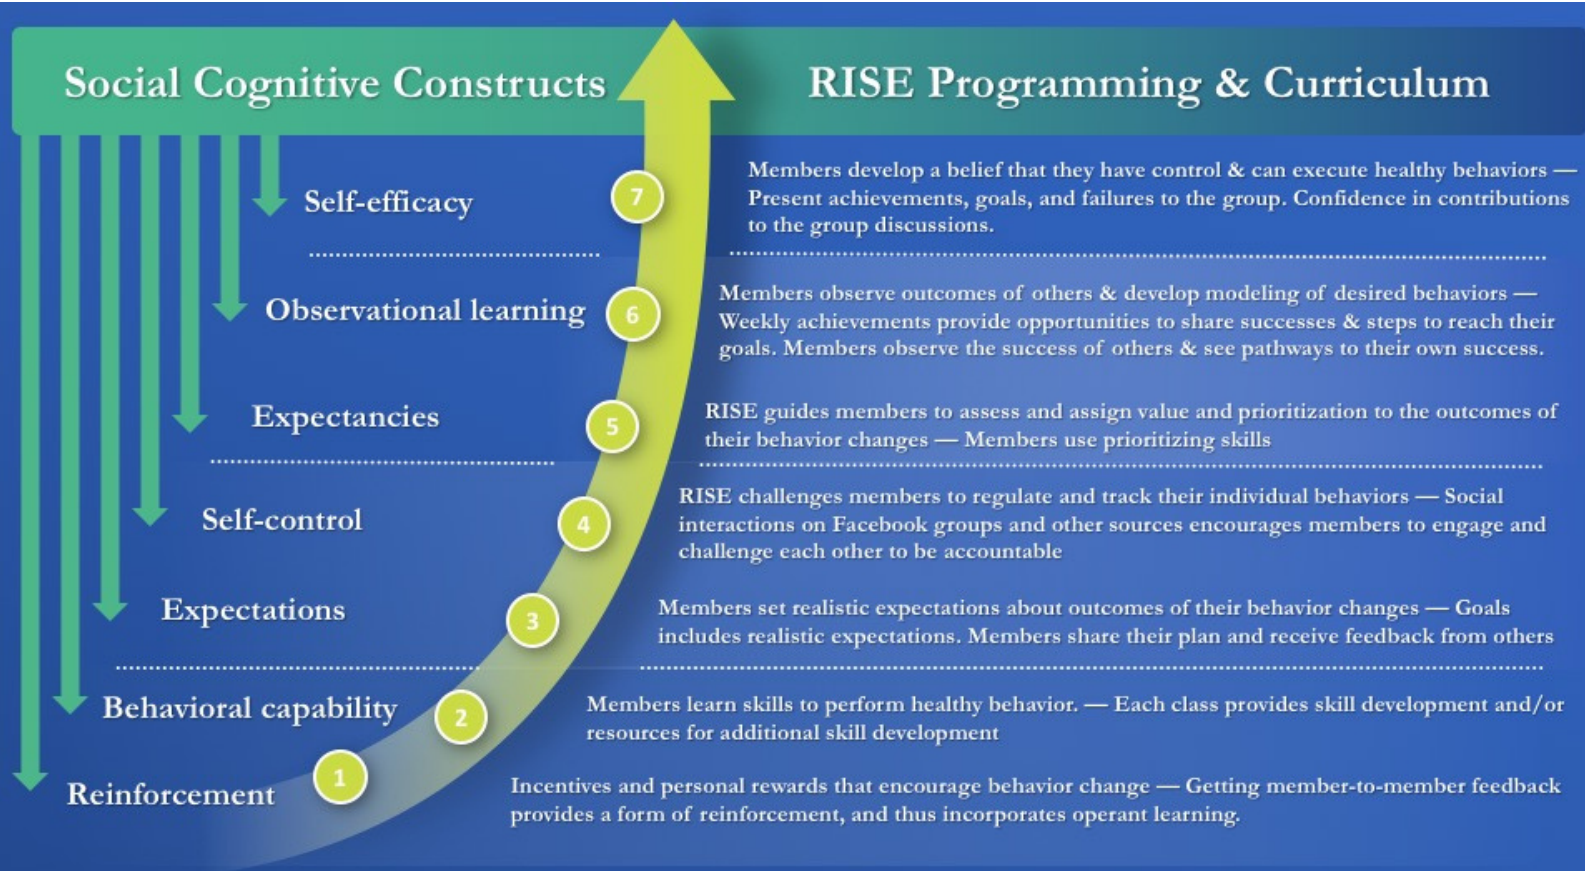 Social Cognitive Constructs
RISE Programming & Curriculum
Self-efficacy
7
Members develop a belief that they have control & can execute healthy behaviors —
Present achievements, goals, and failures to the group. Confidence in contributions
to the group discussions.
Observational learning
6
Members observe outcomes of others & develop modeling of desired behaviors —
Weekly achievements provide opportunities to share successes & steps to reach their
goals. Members observe the success of others & see pathways to their own success.
Expectancies
5
RISE guides members to assess and assign value and prioritization to the outcomes of
their behavior changes — Members use prioritizing skills
Self-control
4
RISE challenges members to regulate and track their individual behaviors — Social
interactions on Facebook groups and other sources encourages members to engage and
challenge each other to be accountable
Expectations
3
Members set realistic expectations about outcomes of their behavior changes — Goals
includes realistic expectations. Members share their plan and receive feedback from others
Behavioral capability
2
Members learn skills to perform healthy behavior. — Each class provides skill development and/or
resources for additional skill development
Reinforcement
1
Incentives and personal rewards that encourage behavior change — Getting member-to-member feedback
provides a form of reinforcement, and thus incorporates operant learning.